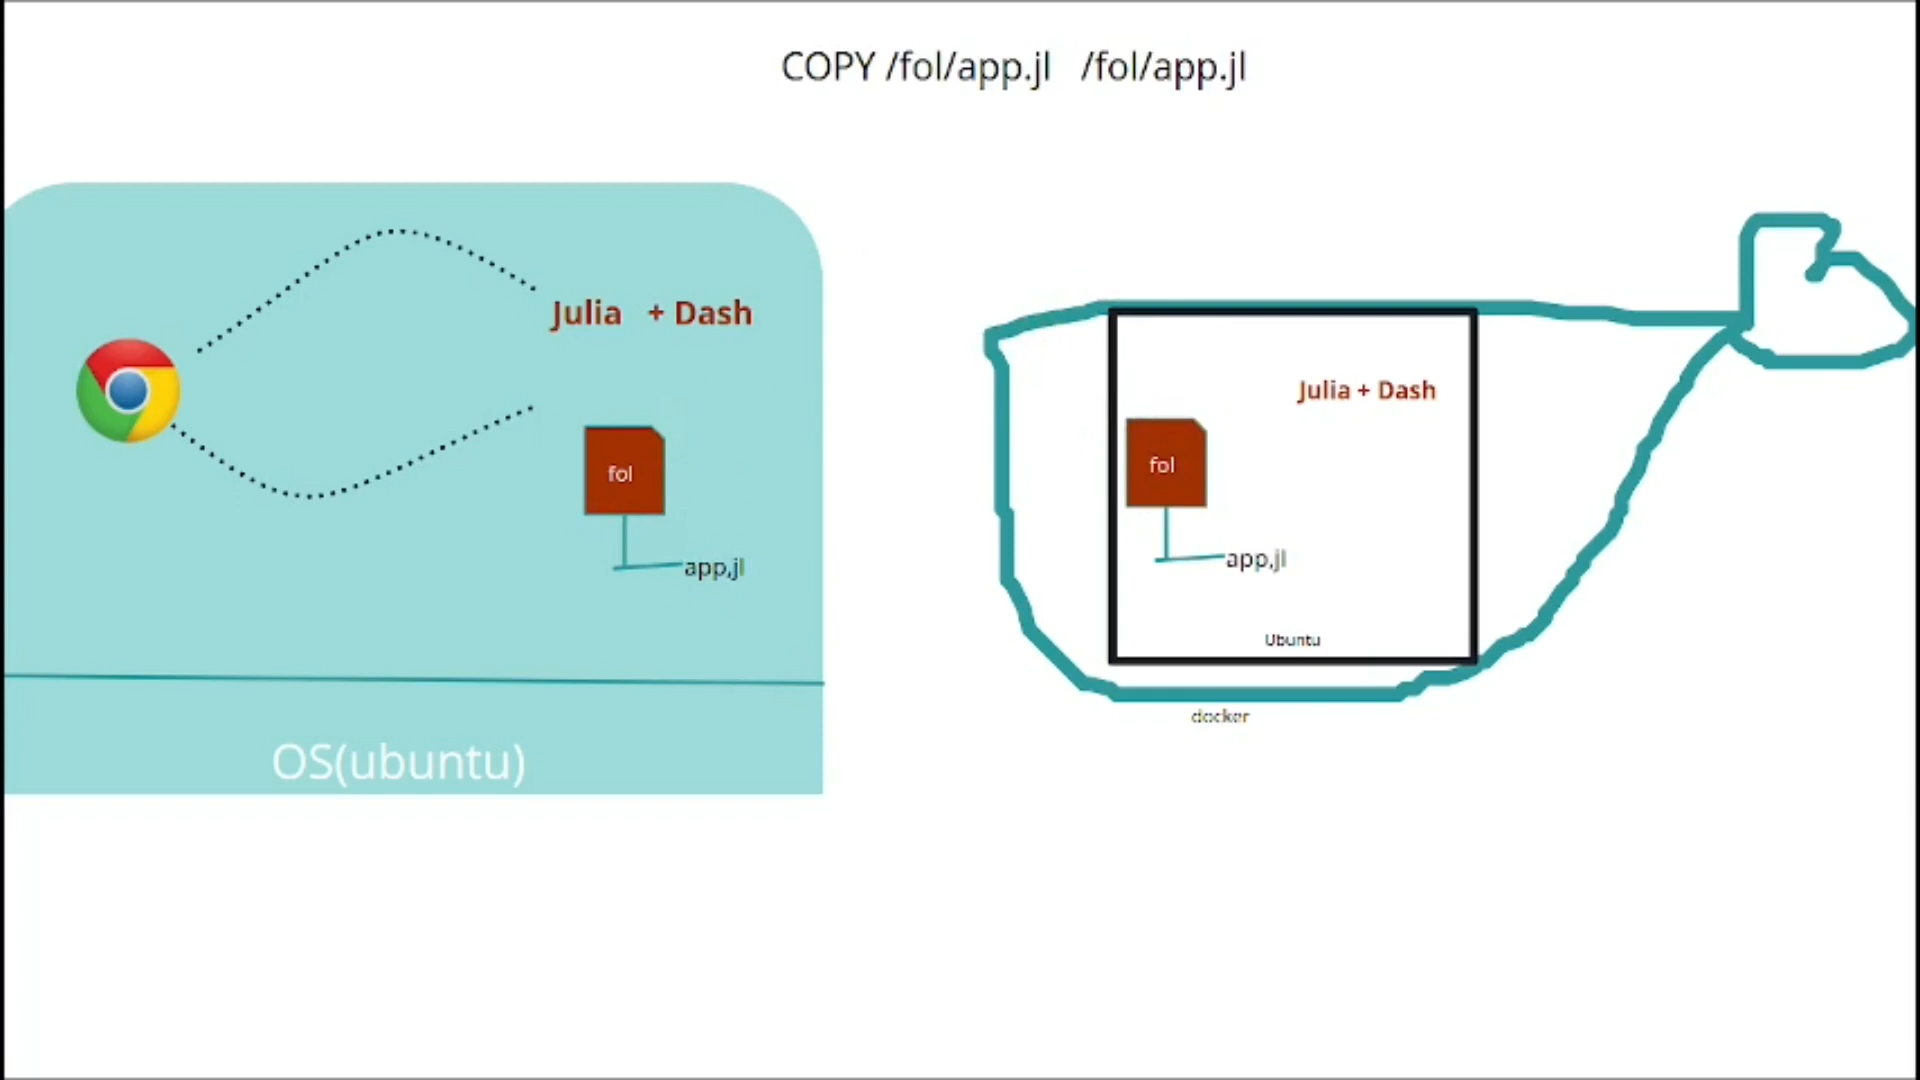 COPY /fol/app.jl /fol/app.jl
Julia + Dash
fol
app.jl
OS(ubuntu)
Julia + Dash
fol
app.jl
Ubuntu
docker